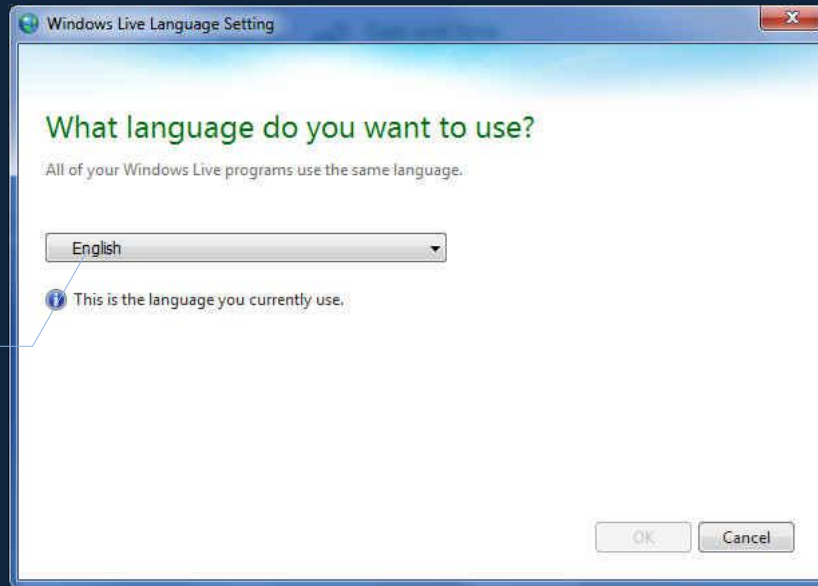 Windows Live Language Setting
What language do you want to use?
All of your Windows Live programs use the same language.
English
This is the language you currently use.
OK
Cancel